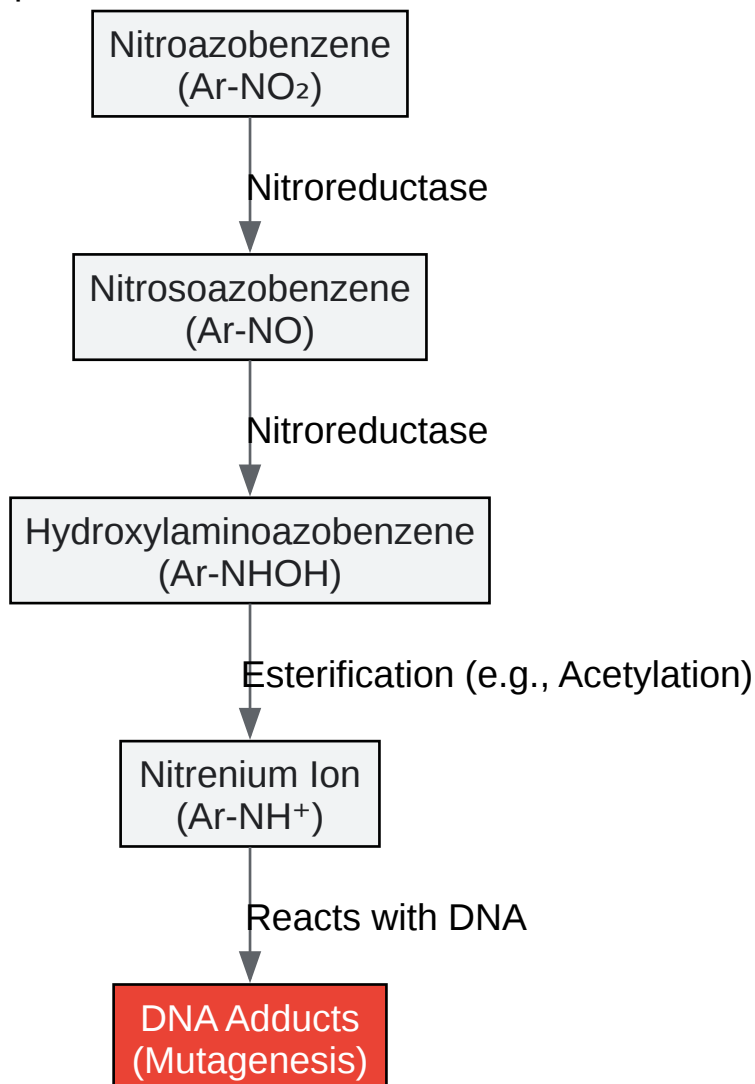 Nitroazobenzene
(Ar-NO₂)
Nitroreductase
Nitrosoazobenzene
(Ar-NO)
Nitroreductase
Hydroxylaminoazobenzene
(Ar-NHOH)
Esterification (e.g., Acetylation)
Nitrenium Ion
(Ar-NH⁺)
Reacts with DNA
DNA Adducts
(Mutagenesis)